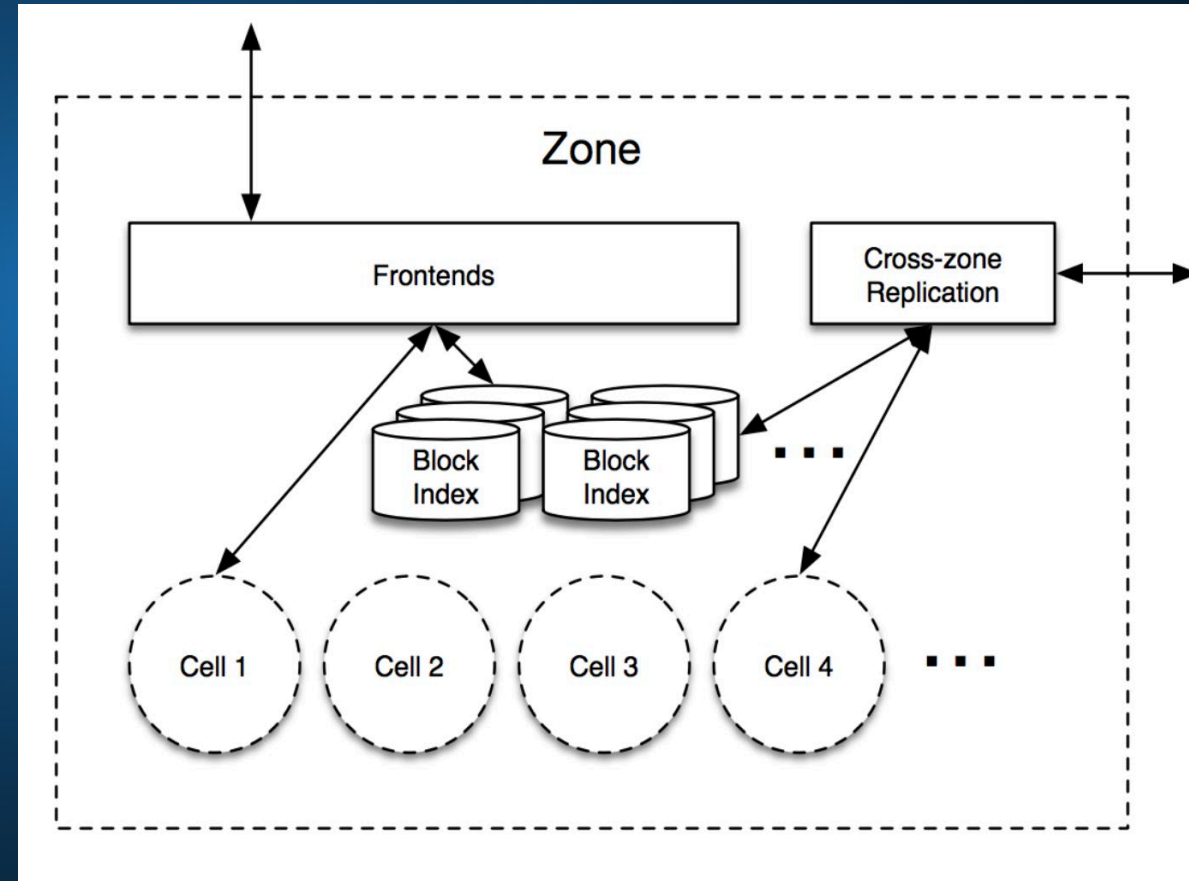 Zone
Frontends
Cross-zone
Replication
Block
Index
Block
Index
...
Cell 1
Cell 2
Cell 3
Cell 4
...